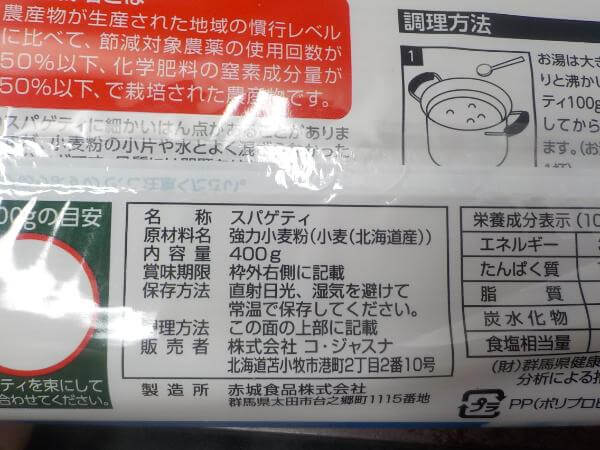 農産物が生産された地域の慣行レベル
に比べて、節減対象農薬の使用回数が
50%以下、化学肥料の窒素成分量が
50%以下、で栽培された農産物です。
スパゲティに細かいはん点がある
小麦粉の小片や水とよく混
調理方法
1
お湯は大き
りと沸かし
ティ100g
してから
ます。(お
00gの目安
ティを束にして
合わせてください。
名 称 スパゲティ
原材料名 強力小麦粉(小麦(北海道産))
内 容 量 400g
賞味期限 枠外右側に記載
保存方法 直射日光、湿気を避けて
常温で保存してください。
調理方法 この面の上部に記載
販 売 者 株式会社 コ・ジャスナ
北海道苫小牧市港町2丁目2番10号
製 造 所 赤城食品株式会社
群馬県太田市台之郷町1115番地
栄養成分表示(10
エネルギー
たんぱく質
脂 質
炭水化物
食塩相当量
(財)群馬県健康
分析による推
プラ
PP(ポリプロピ